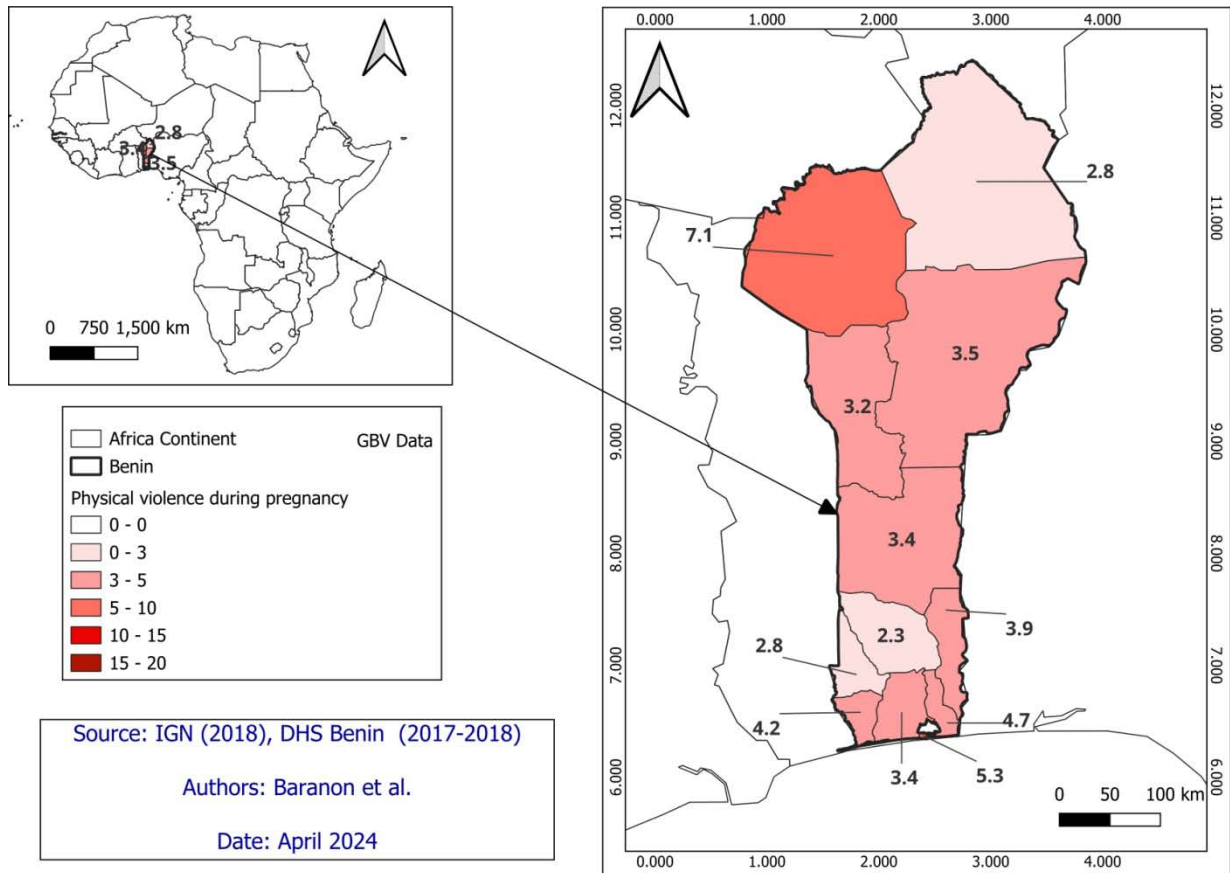 2.8
3.4
3.5
0 750 1,500 km
Africa Continent
GBV Data
Benin
Physical violence during pregnancy
0 - 0
0 - 3
3 - 5
5 - 10
10 - 15
15 - 20
Source: IGN (2018), DHS Benin (2017-2018)
Authors: Baranon et al.
Date: April 2024
0.000 1.000 2.000 3.000 4.000
12.000
11.000
10.000
9.000
8.000
7.000
6.000
2.8
7.1
3.5
3.2
3.4
2.3
3.9
2.8
4.2
4.7
3.4
5.3
0 50 100 km
12.000
11.000
10.000
9.000
8.000
7.000
6.000
0.000 1.000 2.000 3.000 4.000